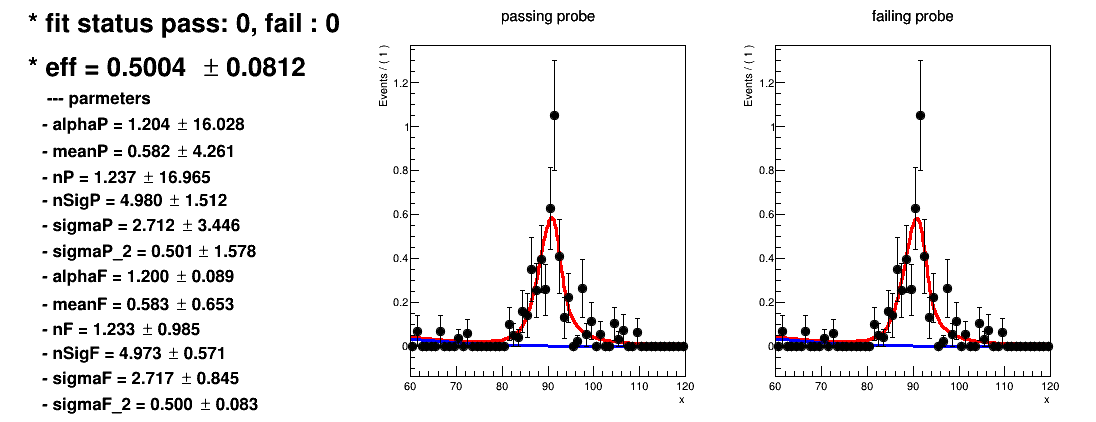 * fit status pass: 0, fail : 0
* eff = 0.5004 ± 0.0812
--- parmeters
- alphaP = 1.204 ± 16.028
- meanP = 0.582 ± 4.261
- nP = 1.237 ± 16.965
- nSigP = 4.980 ± 1.512
- sigmaP = 2.712 ± 3.446
- sigmaP_2 = 0.501 ± 1.578
- alphaF = 1.200 ± 0.089
- meanF = 0.583 ± 0.653
- nF = 1.233 ± 0.985
- nSigF = 4.973 ± 0.571
- sigmaF = 2.717 ± 0.845
- sigmaF_2 = 0.500 ± 0.083
passing probe
Events / ( 1 )
1.2
1
0.8
0.6
0.4
0.2
0
60 70 80 90 100 110 120
x
failing probe
Events / ( 1 )
1.2
1
0.8
0.6
0.4
0.2
0
60 70 80 90 100 110 120
x